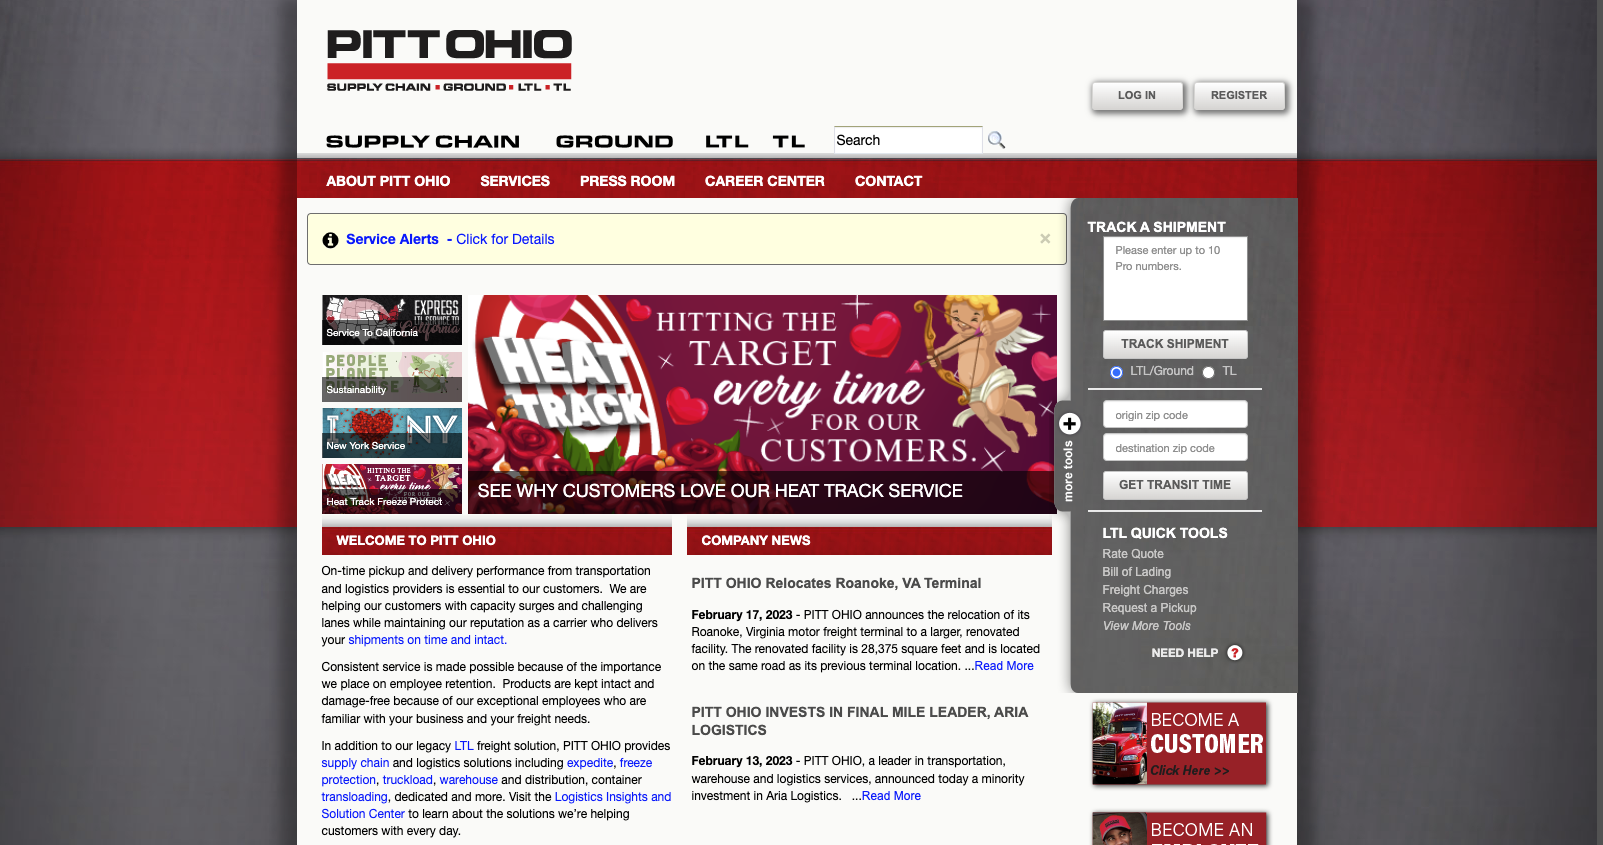 PITT OHIO
SUPPLY CHAIN ▪ GROUND ▪ LTL ▪ TL
LOG IN
REGISTER
SUPPLY CHAIN
GROUND
LTL
TL
Search
ABOUT PITT OHIO
SERVICES
PRESS ROOM
CAREER CENTER
CONTACT
Service Alerts - Click for Details
×
EXPRESS
LTL SERVICE TO
California
Service To California
PEOPLE
PLANET
PURPOSE
Sustainability
I NY
New York Service
HEAT
HITTING THE
TARGET
every time
FOR OUR
Heat Track Freeze Protect
HEAT
TRACK
HITTING THE
TARGET
every time
FOR OUR
CUSTOMERS.
SEE WHY CUSTOMERS LOVE OUR HEAT TRACK SERVICE
more tools
TRACK A SHIPMENT
Please enter up to 10
Pro numbers.
TRACK SHIPMENT
LTL/Ground
TL
origin zip code
destination zip code
GET TRANSIT TIME
LTL QUICK TOOLS
Rate Quote
Bill of Lading
Freight Charges
Request a Pickup
View More Tools
NEED HELP ?
WELCOME TO PITT OHIO
On-time pickup and delivery performance from transportation
and logistics providers is essential to our customers. We are
helping our customers with capacity surges and challenging
lanes while maintaining our reputation as a carrier who delivers
your shipments on time and intact.
Consistent service is made possible because of the importance
we place on employee retention. Products are kept intact and
damage-free because of our exceptional employees who are
familiar with your business and your freight needs.
In addition to our legacy LTL freight solution, PITT OHIO provides
supply chain and logistics solutions including expedite, freeze
protection, truckload, warehouse and distribution, container
transloading, dedicated and more. Visit the Logistics Insights and
Solution Center to learn about the solutions we're helping
customers with every day.
COMPANY NEWS
PITT OHIO Relocates Roanoke, VA Terminal
February 17, 2023 - PITT OHIO announces the relocation of its
Roanoke, Virginia motor freight terminal to a larger, renovated
facility. The renovated facility is 28,375 square feet and is located
on the same road as its previous terminal location. ...Read More
PITT OHIO INVESTS IN FINAL MILE LEADER, ARIA
LOGISTICS
February 13, 2023 - PITT OHIO, a leader in transportation,
warehouse and logistics services, announced today a minority
investment in Aria Logistics. ...Read More
BECOME A
CUSTOMER
Click Here >>
BECOME AN
EMPLOYEE